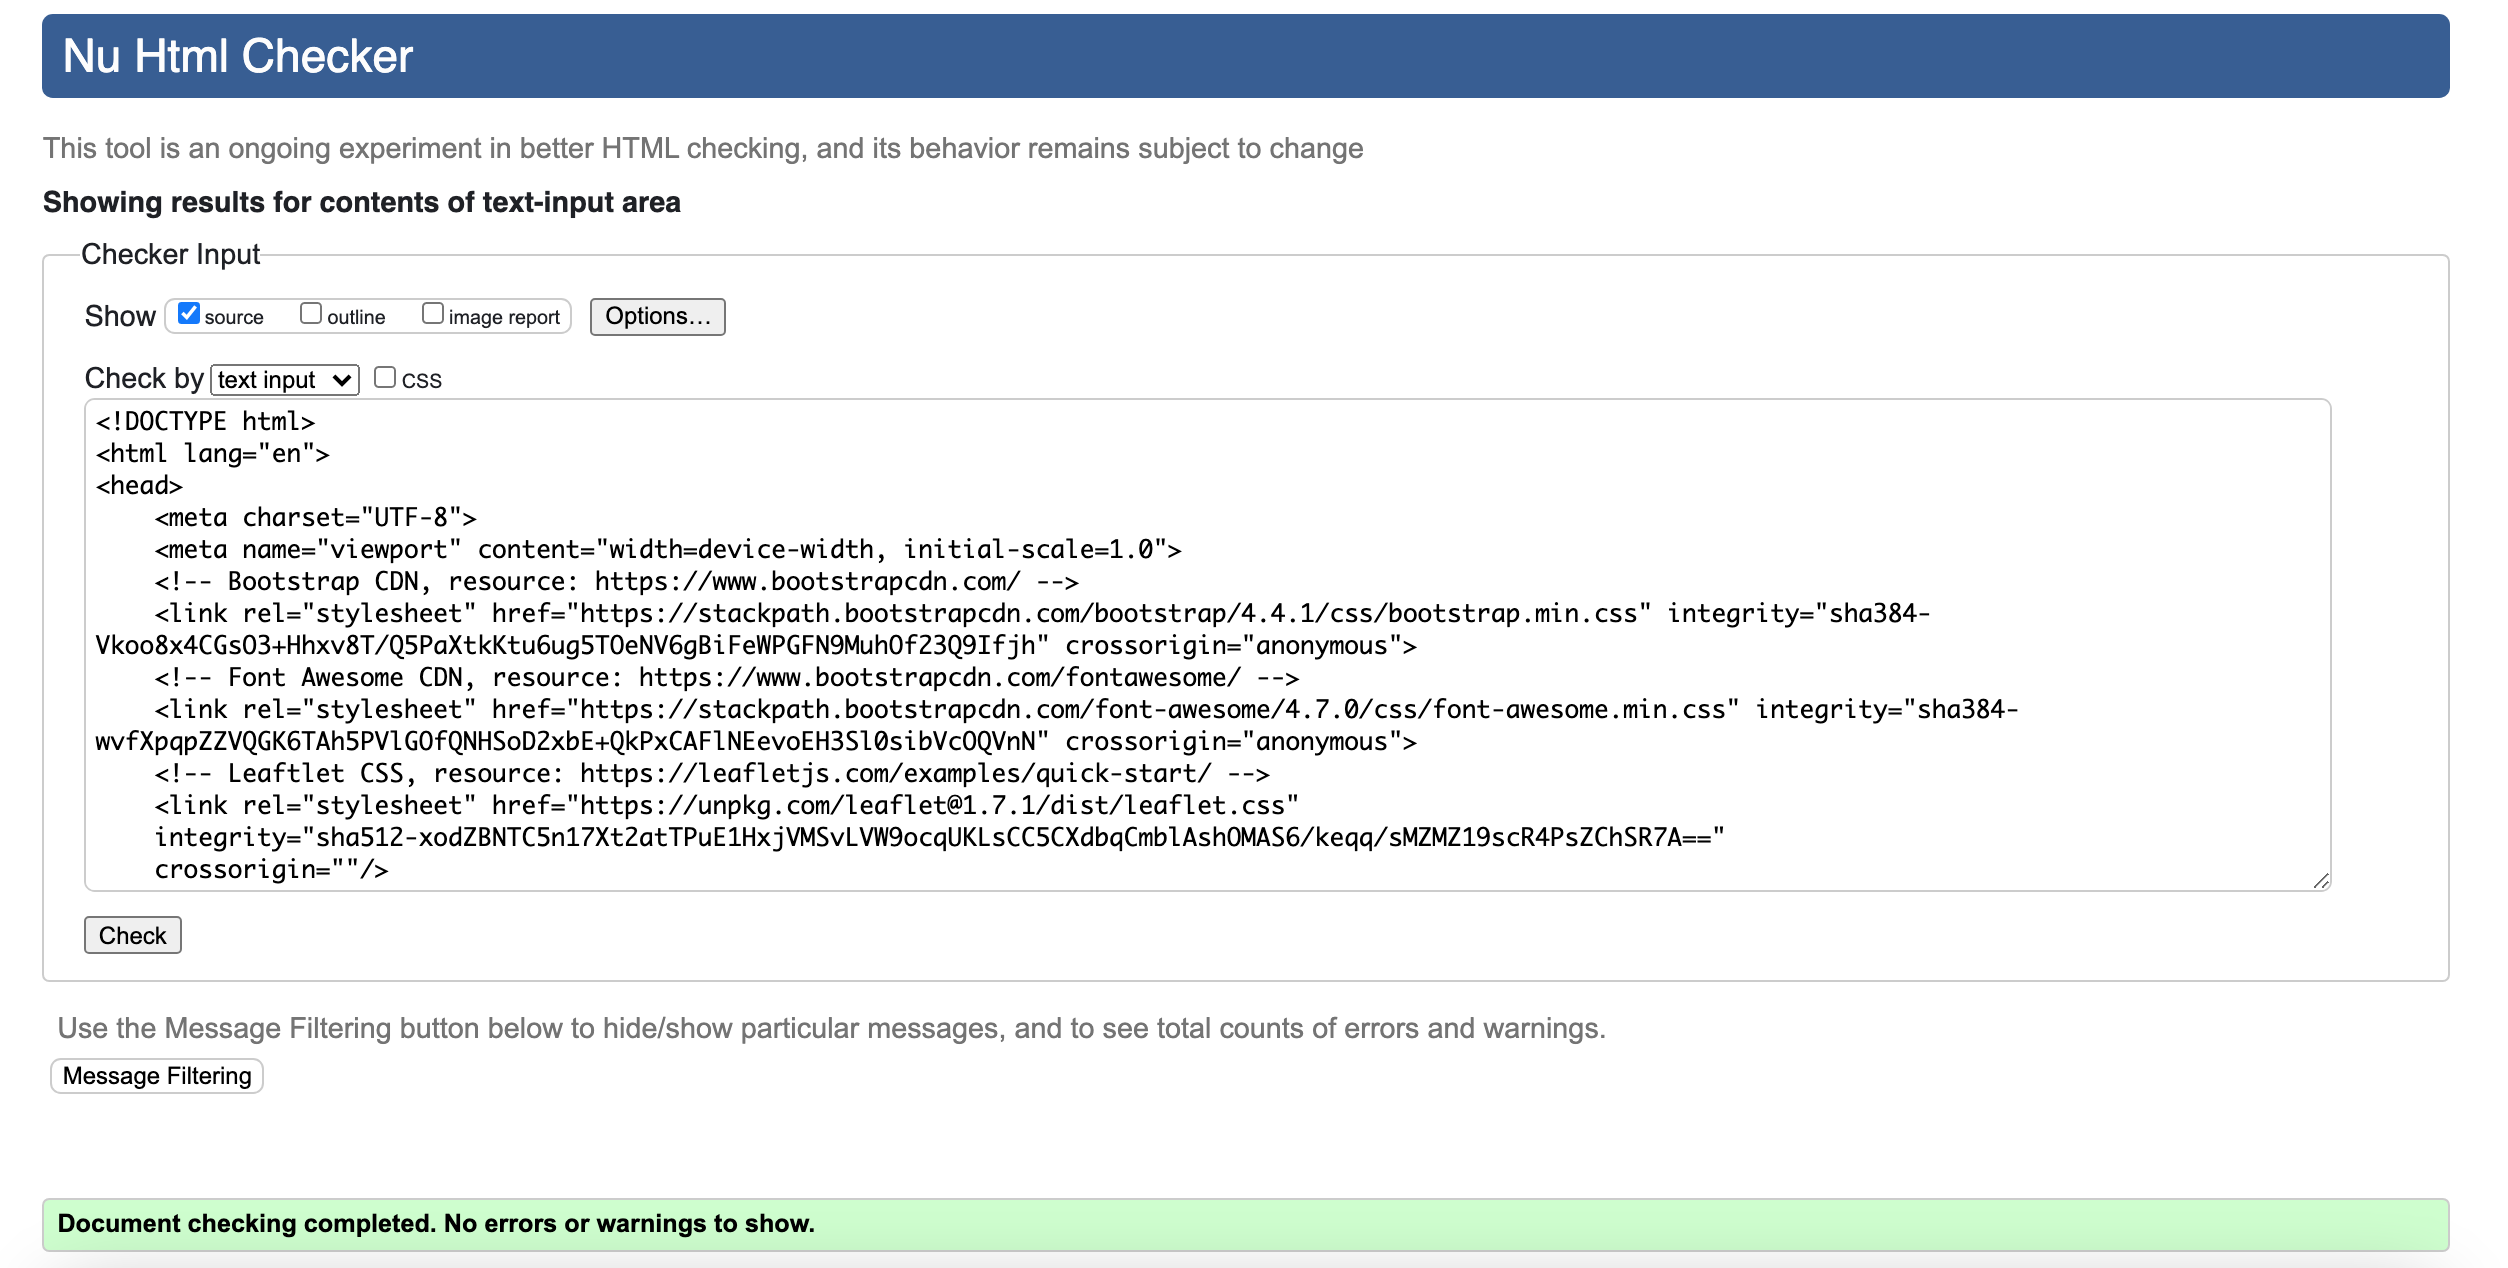 Nu Html Checker
This tool is an ongoing experiment in better HTML checking, and its behavior remains subject to change
Showing results for contents of text-input area
Checker Input
Show source outline image report Options...
Check by text input css
<!DOCTYPE html>
<html lang="en">
<head>
    <meta charset="UTF-8">
    <meta name="viewport" content="width=device-width, initial-scale=1.0">
    <!-- Bootstrap CDN, resource: https://www.bootstrapcdn.com/ -->
    <link rel="stylesheet" href="https://stackpath.bootstrapcdn.com/bootstrap/4.4.1/css/bootstrap.min.css" integrity="sha384-
Vkoo8x4CGsO3+Hhxv8T/Q5PaXtkKtu6ug5TOeNV6gBiFeWPGFN9MuhOf23Q9Ifjh" crossorigin="anonymous">
    <!-- Font Awesome CDN, resource: https://www.bootstrapcdn.com/fontawesome/ -->
    <link rel="stylesheet" href="https://stackpath.bootstrapcdn.com/font-awesome/4.7.0/css/font-awesome.min.css" integrity="sha384-
wvfXpqpZZVQGK6TAh5PVlGOfQNHSoD2xbE+QkPxCAFlNEevoEH3Sl0sibVcOQVnN" crossorigin="anonymous">
    <!-- Leaftlet CSS, resource: https://leafletjs.com/examples/quick-start/ -->
    <link rel="stylesheet" href="https://unpkg.com/leaflet@1.7.1/dist/leaflet.css"
    integrity="sha512-xodZBNTC5n17Xt2atTPuE1HxjVMSvLVW9ocqUKLsCC5CXdbqCmblAshOMAS6/keqq/sMZMZ19scR4PsZChSR7A=="
    crossorigin=""/>
Check
Use the Message Filtering button below to hide/show particular messages, and to see total counts of errors and warnings.
Message Filtering
Document checking completed. No errors or warnings to show.